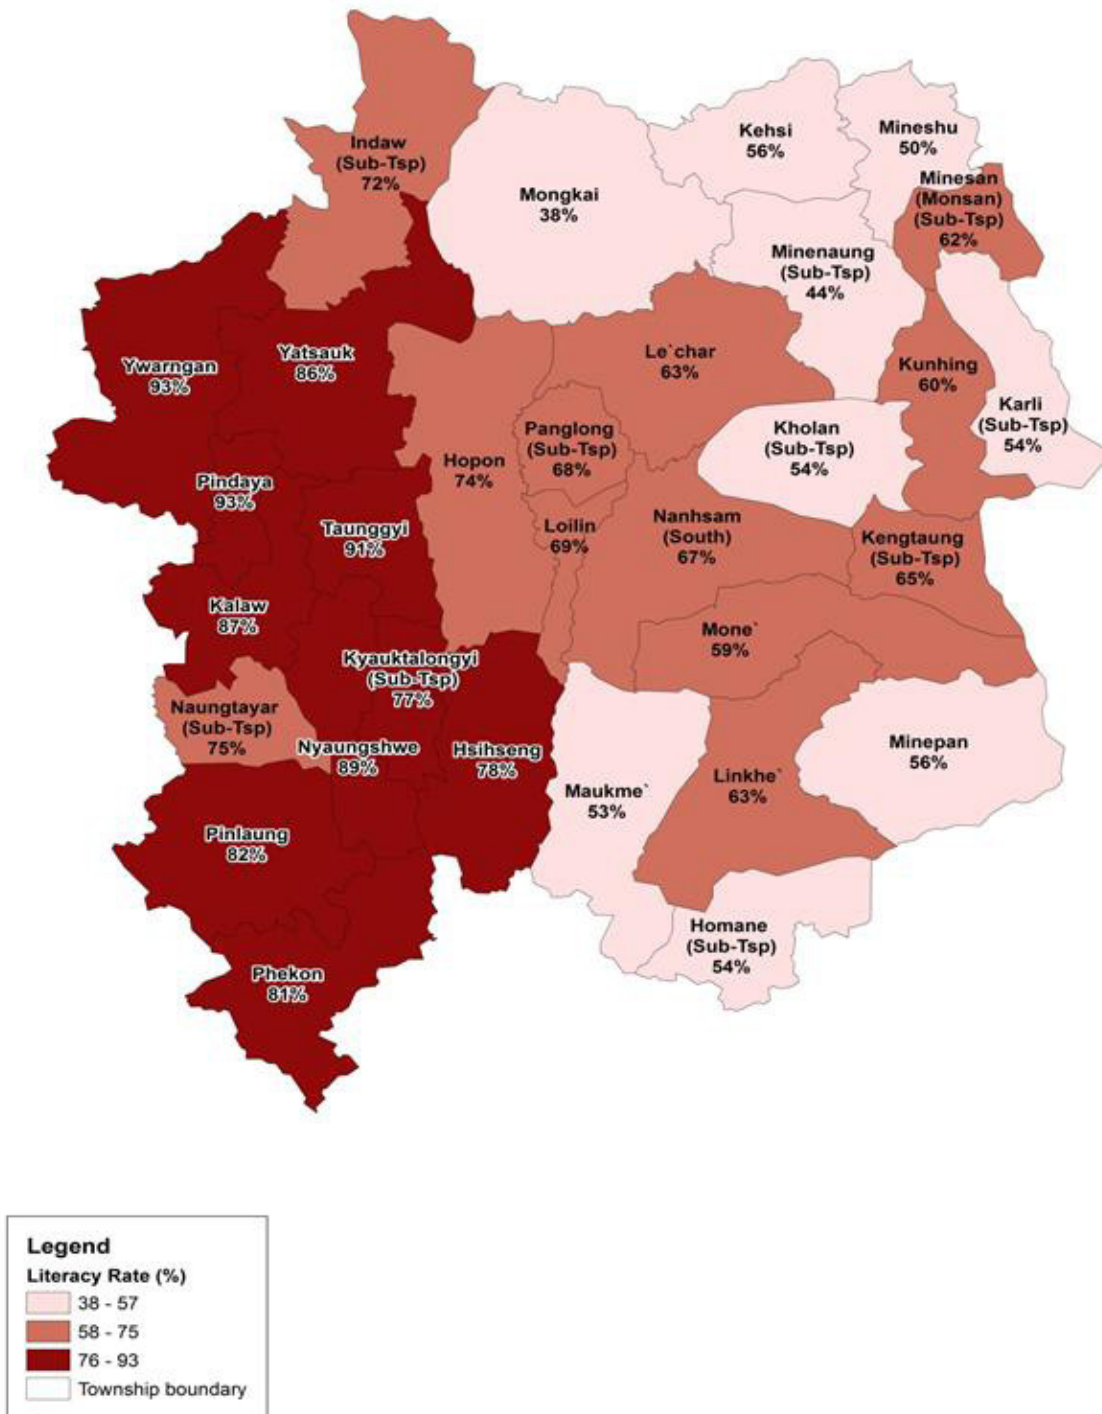 Indaw
(Sub-Tsp)
72%
Mongkai
38%
Kehsi
56%
Mineshu
50%
Minesan
(Monsan)
(Sub-Tsp)
62%
Minenaung
(Sub-Tsp)
44%
Ywarngan
93%
Yatsauk
86%
Le`char
63%
Kunhing
60%
Karli
(Sub-Tsp)
54%
Panglong
(Sub-Tsp)
68%
Kholan
(Sub-Tsp)
54%
Hopon
74%
Pindaya
93%
Taunggyi
91%
Loilin
69%
Nanhsam
(South)
67%
Kengtaung
(Sub-Tsp)
65%
Kalaw
87%
Mone`
59%
Kyauktalongyi
(Sub-Tsp)
77%
Naungtayar
(Sub-Tsp)
75%
Nyaungshwe
89%
Hsihseng
78%
Minepan
56%
Maukme`
53%
Linkhe`
63%
Pinlaung
82%
Homane
(Sub-Tsp)
54%
Phekon
81%
Legend
Literacy Rate (%)
38 - 57
58 - 75
76 - 93
Township boundary